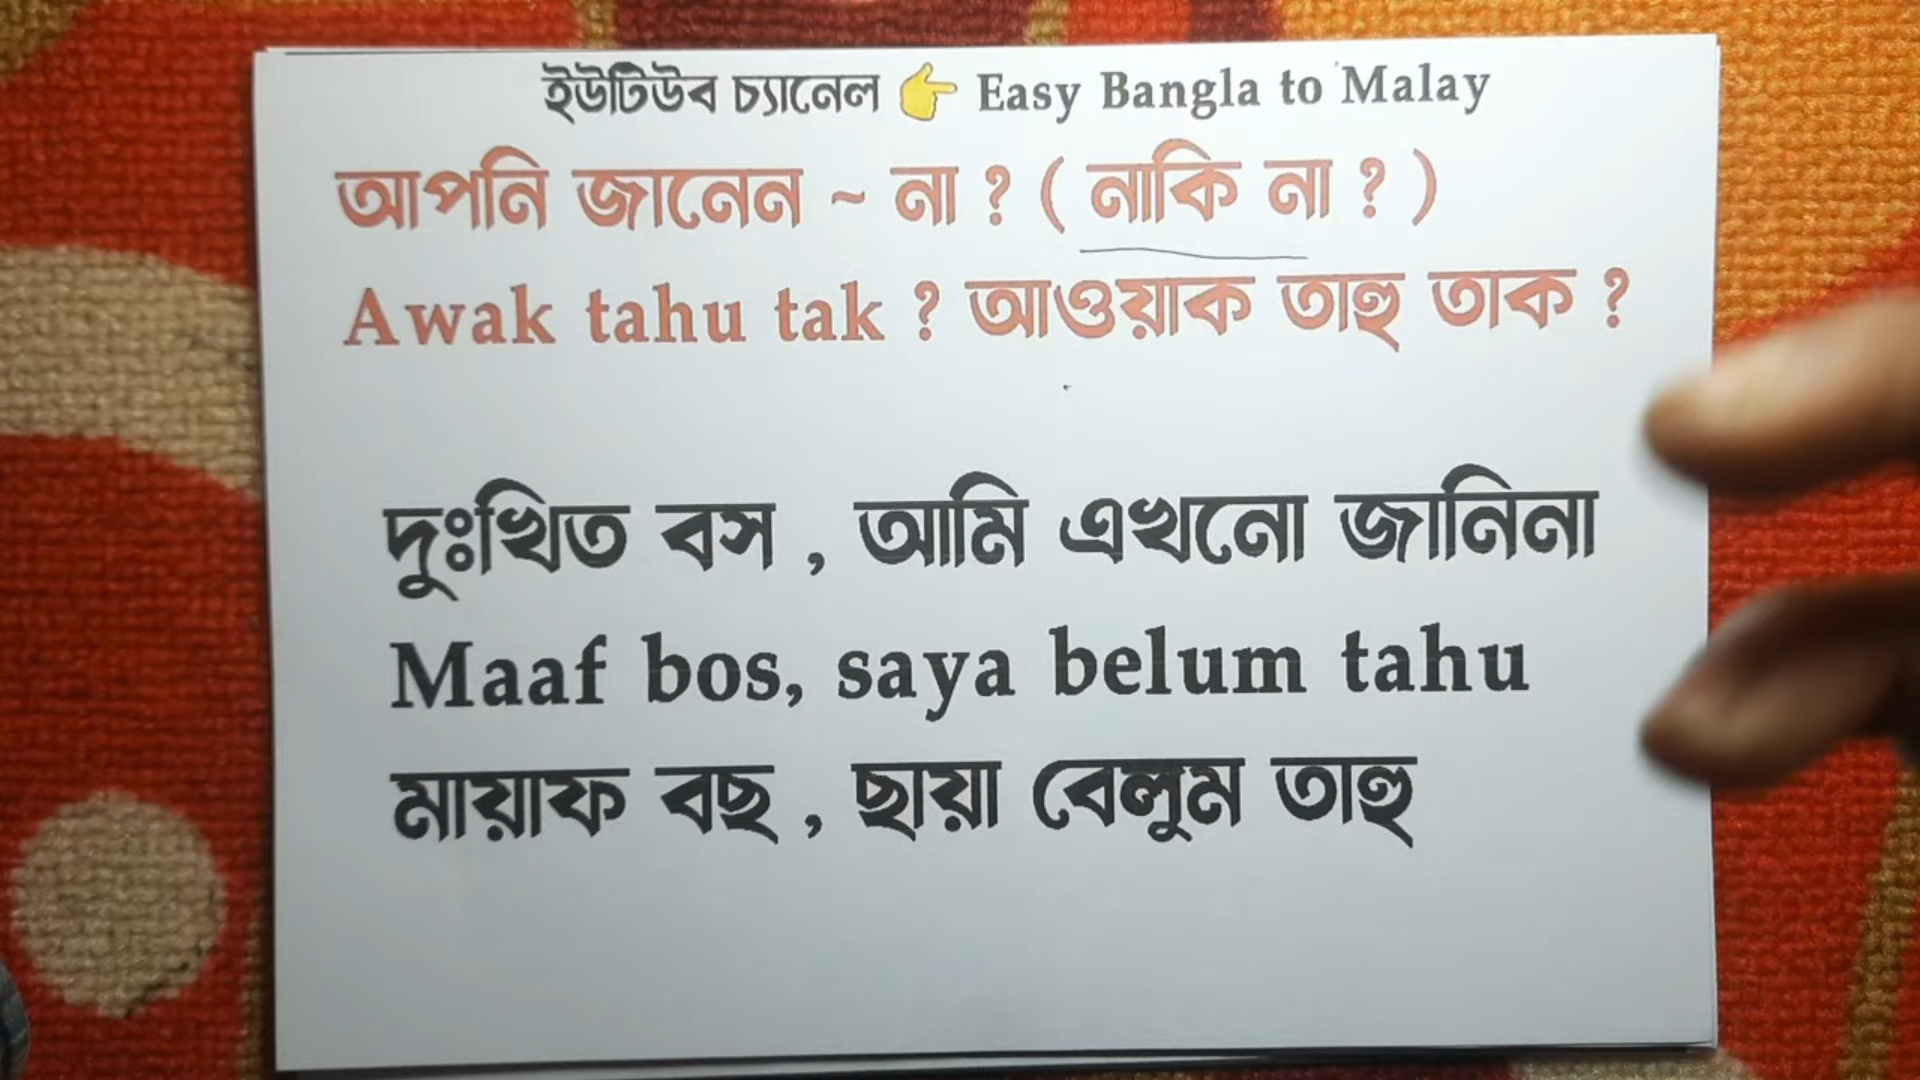 ইউটিউব চ্যানেল 👉 Easy Bangla to Malay
আপনি জানেন ~ না ? ( নাকি না ? )
Awak tahu tak ? আওয়াক তাহু তাক ?
দুঃখিত বস , আমি এখনো জানিনা
Maaf bos, saya belum tahu
মায়াফ বছ , ছায়া বেলুম তাহু